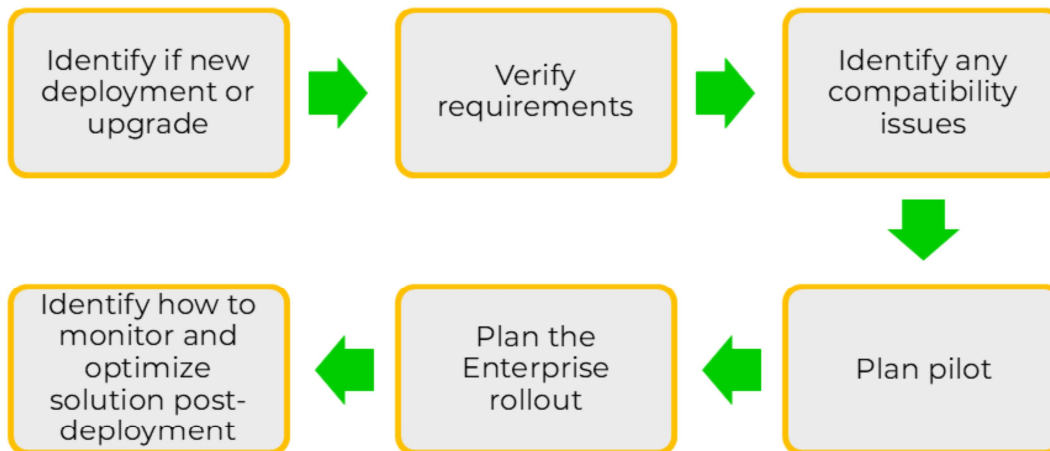 Identify if new
deployment or
upgrade
Verify
requirements
Identify any
compatibility
issues
Plan pilot
Plan the
Enterprise
rollout
Identify how to
monitor and
optimize
solution post-
deployment